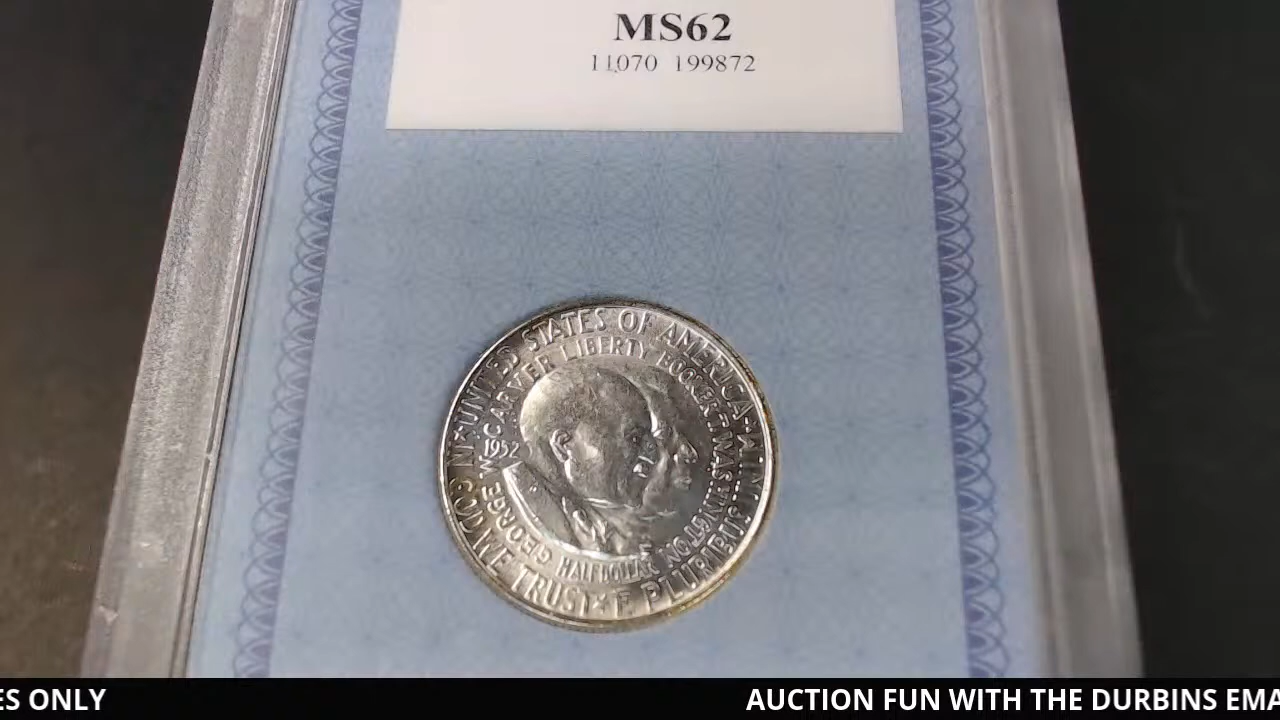 MS62
11070 199872
UNITED STATES OF AMERICA
IN GOD WE TRUST ★ E PLURIBUS UNUM
GEORGE W. CARVER LIBERTY BOOKER T. WASHINGTON
1952
HALF DOLLAR
ES ONLY
AUCTION FUN WITH THE DURBINS EMA